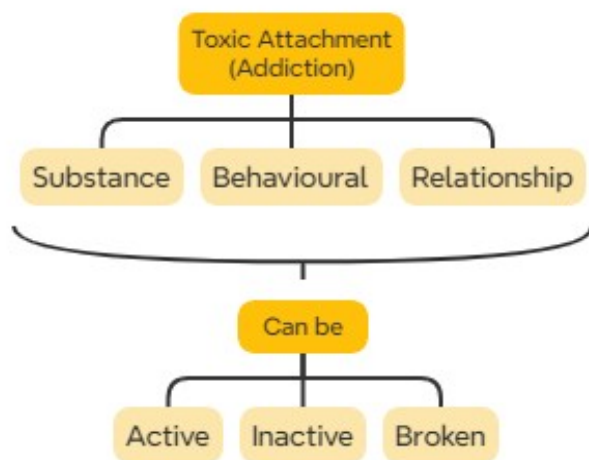 Toxic Attachment
(Addiction)
Substance
Behavioural
Relationship
Can be
Active
Inactive
Broken